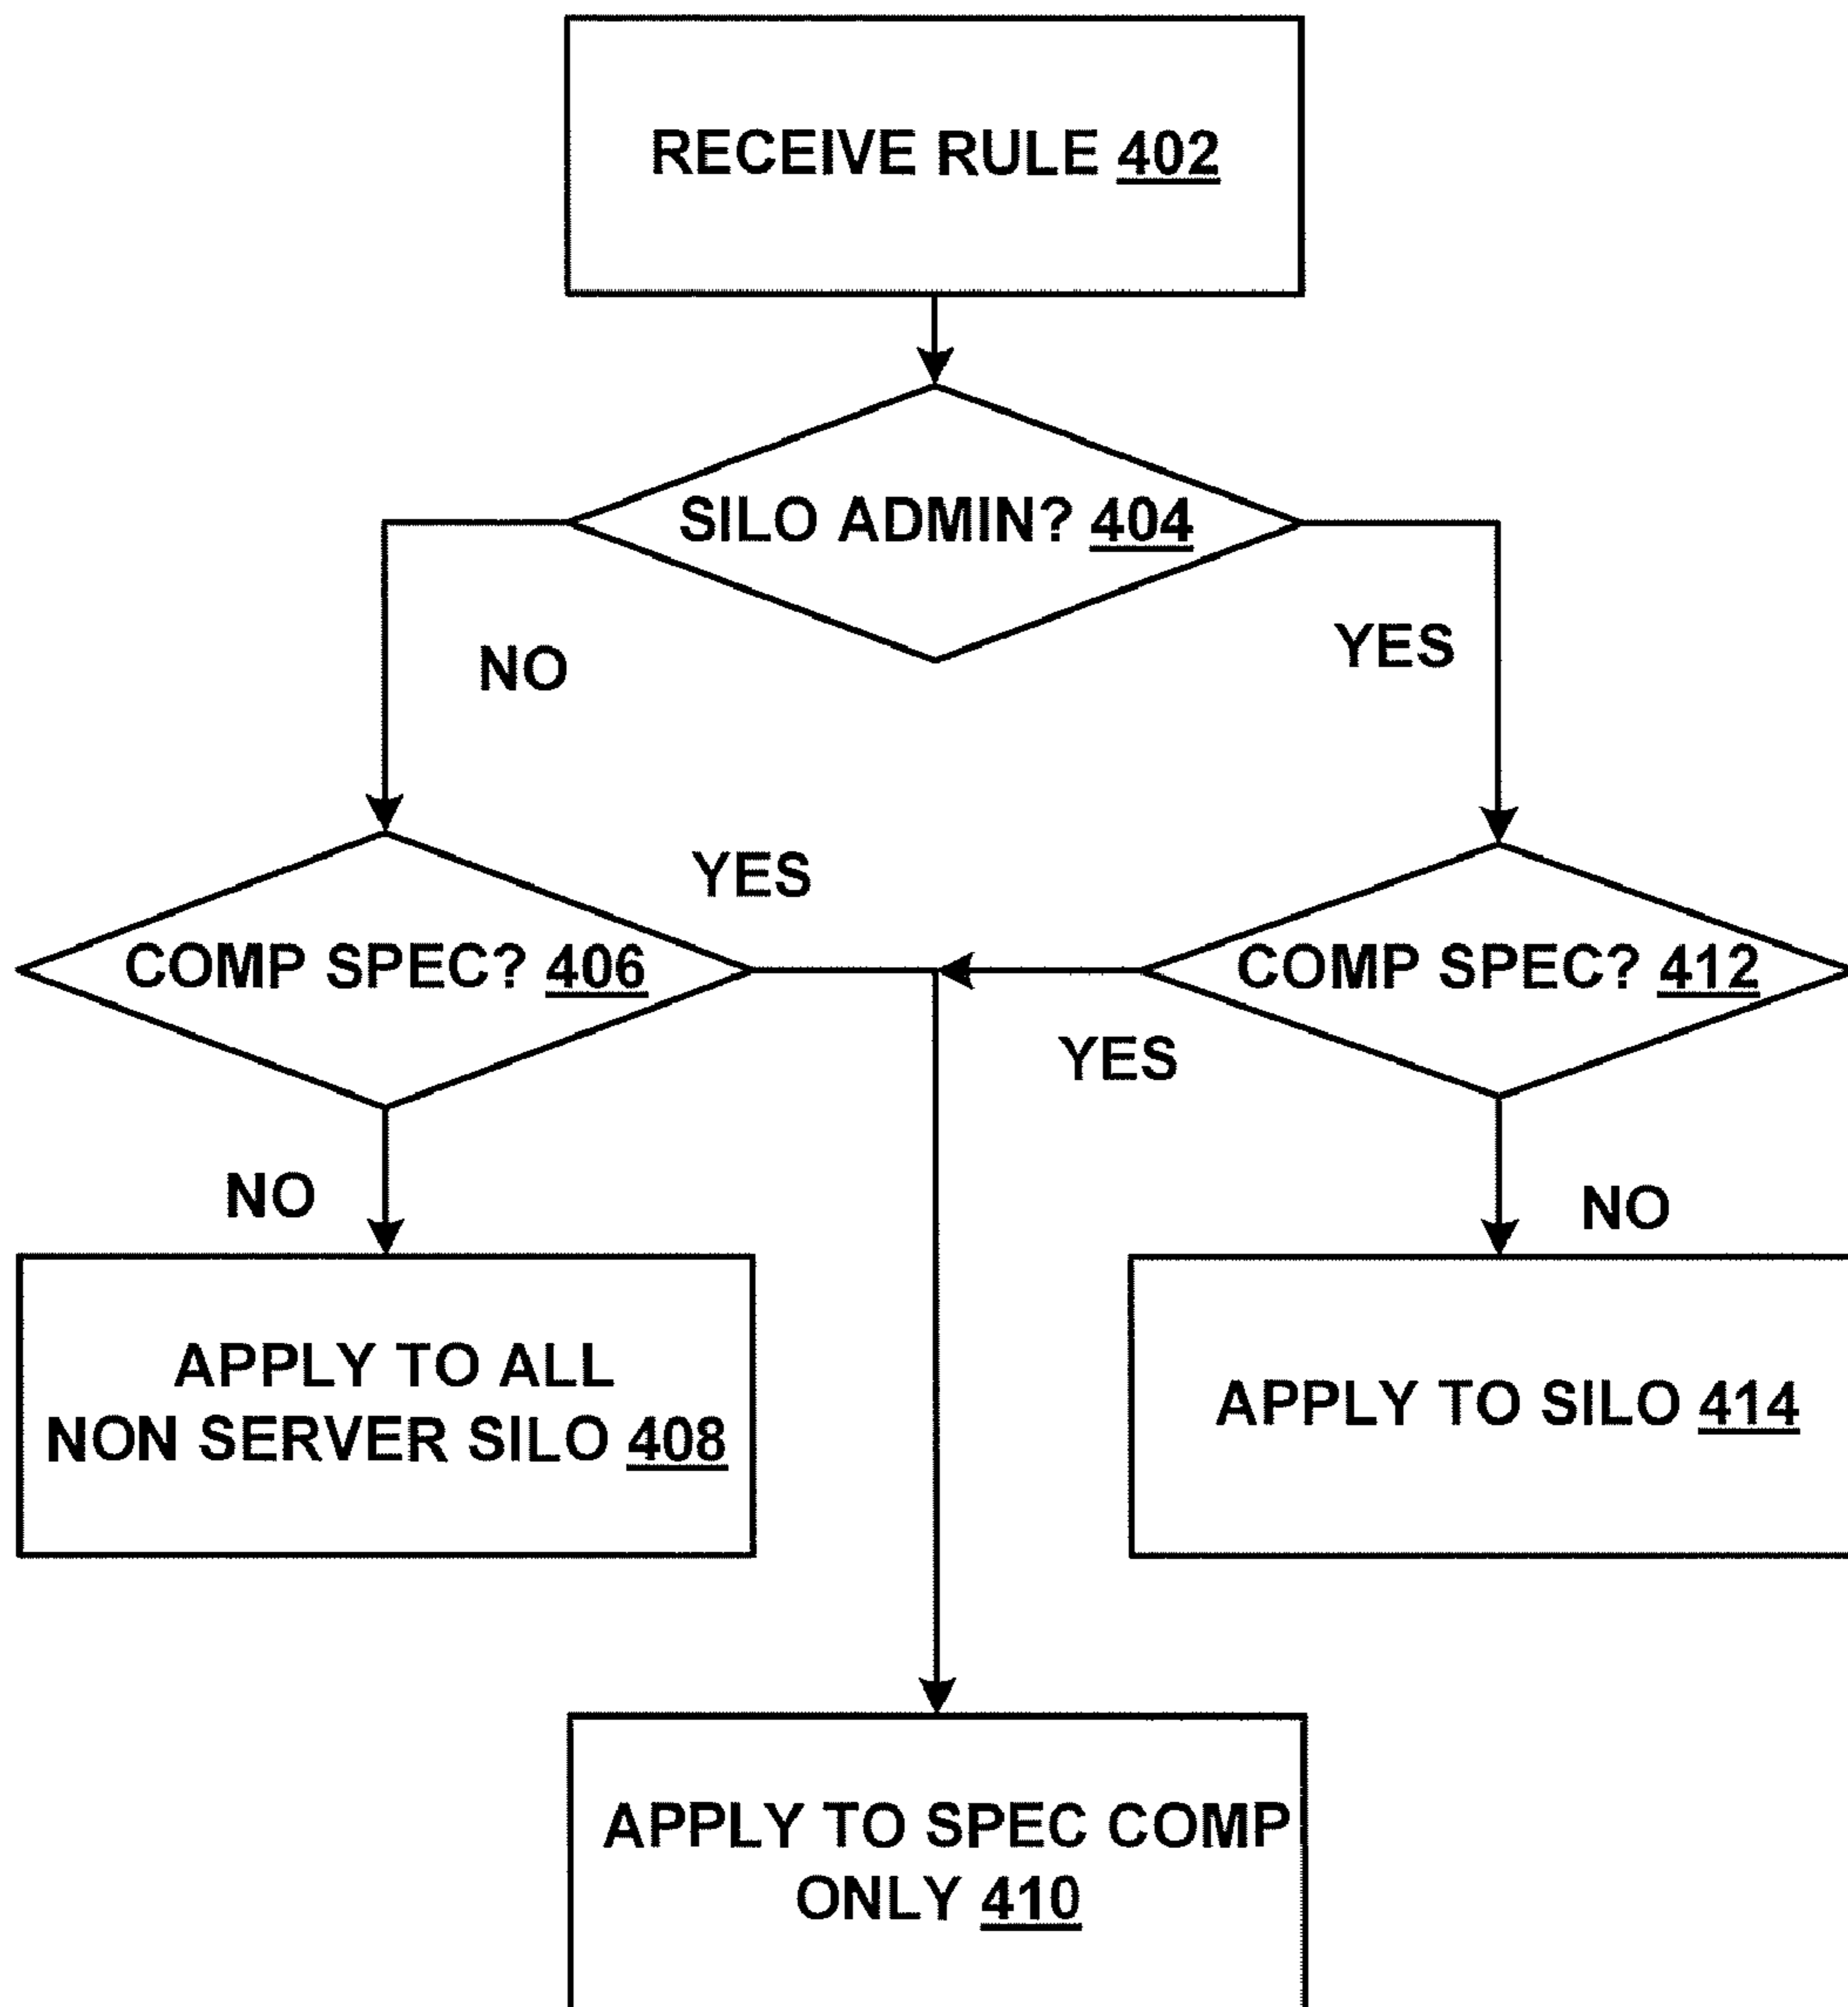 RECEIVE RULE 402
SILO ADMIN? 404
NO
YES
COMP SPEC? 406
YES
COMP SPEC? 412
YES
NO
NO
APPLY TO ALL
NON SERVER SILO 408
APPLY TO SILO 414
APPLY TO SPEC COMP
ONLY 410